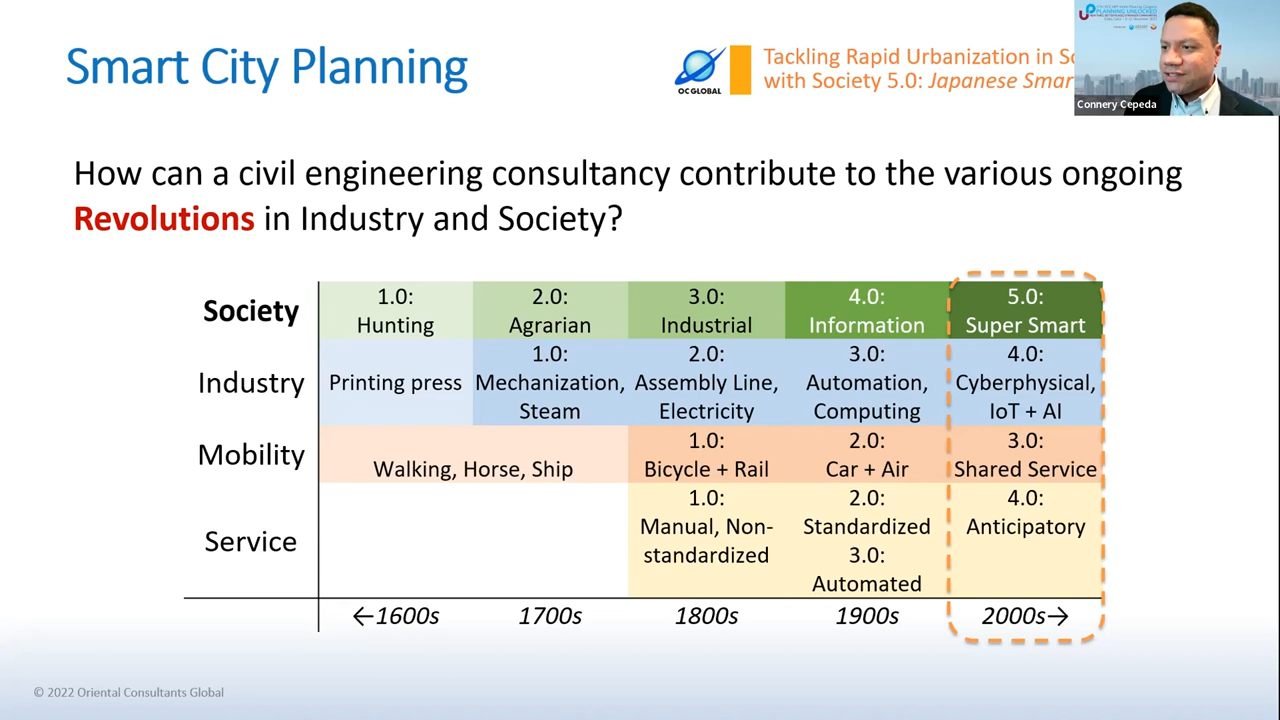 Smart City Planning
OC GLOBAL
Tackling Rapid Urbanization in
with Society 5.0: Japanese
PLANNING UNLOCKED
Connery Cepeda
How can a civil engineering consultancy contribute to the various ongoing
Revolutions in Industry and Society?
Society
1.0:
Hunting
2.0:
Agrarian
3.0:
Industrial
4.0:
Information
5.0:
Super Smart
Industry
Printing press
1.0:
Mechanization,
Steam
2.0:
Assembly Line,
Electricity
3.0:
Automation,
Computing
4.0:
Cyberphysical,
IoT + AI
Mobility
Walking, Horse, Ship
1.0:
Bicycle + Rail
2.0:
Car + Air
3.0:
Shared Service
Service
1.0:
Manual, Non-
standardized
2.0:
Standardized
3.0:
Automated
4.0:
Anticipatory
←1600s
1700s
1800s
1900s
2000s→
© 2022 Oriental Consultants Global